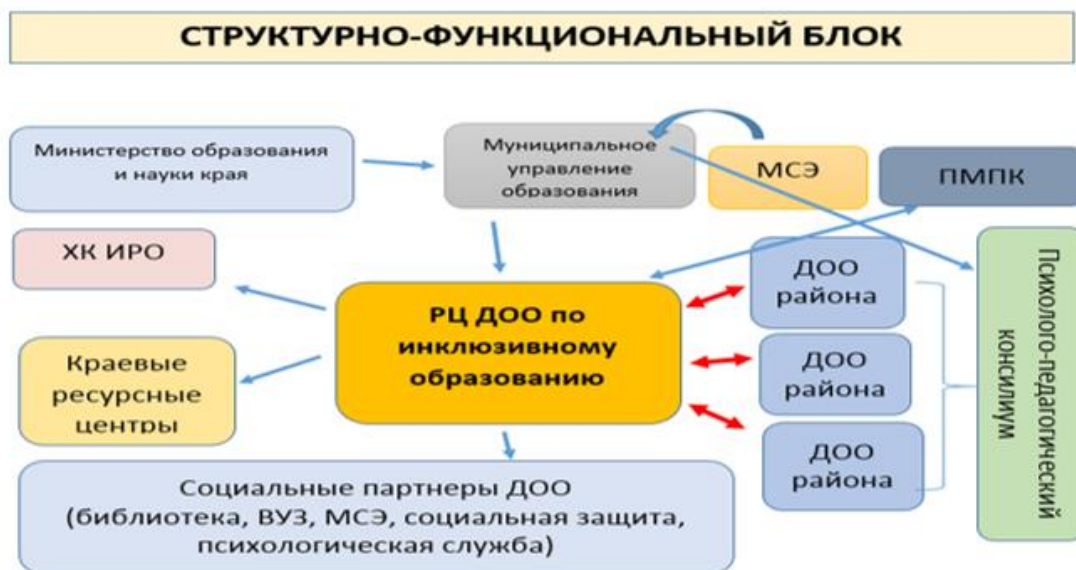 СТРУКТУРНО-ФУНКЦИОНАЛЬНЫЙ БЛОК
Министерство образования
и науки края
Муниципальное
управление
образования
МСЭ
ПМПК
ХК ИРО
РЦ ДОО по
инклюзивному
образованию
ДОО
района
Краевые
ресурсные
центры
ДОО
района
ДОО
района
Психолого-педагогический
консилиум
Социальные партнеры ДОО
(библиотека, ВУЗ, МСЭ, социальная защита,
психологическая служба)